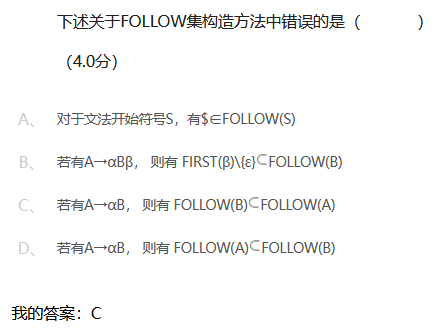 下述关于FOLLOW集构造方法中错误的是（　　　）
（4.0分）
A、 对于文法开始符号S，有$∈FOLLOW(S)
B、 若有A→αBβ， 则有 FIRST(β)\{ε}⊂FOLLOW(B)
C、 若有A→αB， 则有 FOLLOW(B)⊂FOLLOW(A)
D、 若有A→αB， 则有 FOLLOW(A)⊂FOLLOW(B)
我的答案：C